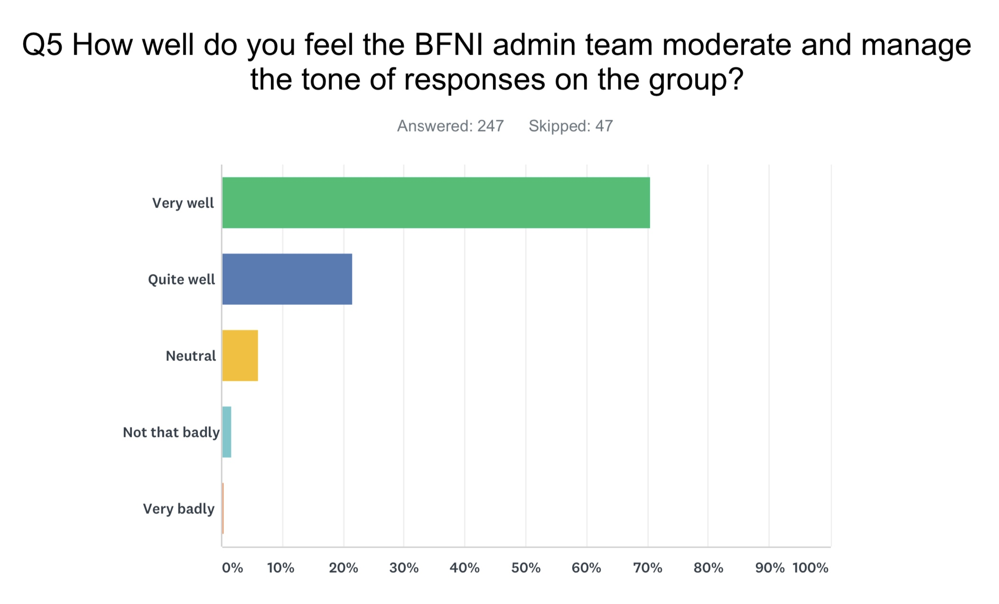 Q5 How well do you feel the BFNI admin team moderate and manage
the tone of responses on the group?
Answered: 247 Skipped: 47
Very well
Quite well
Neutral
Not that badly
Very badly
0% 10% 20% 30% 40% 50% 60% 70% 80% 90% 100%